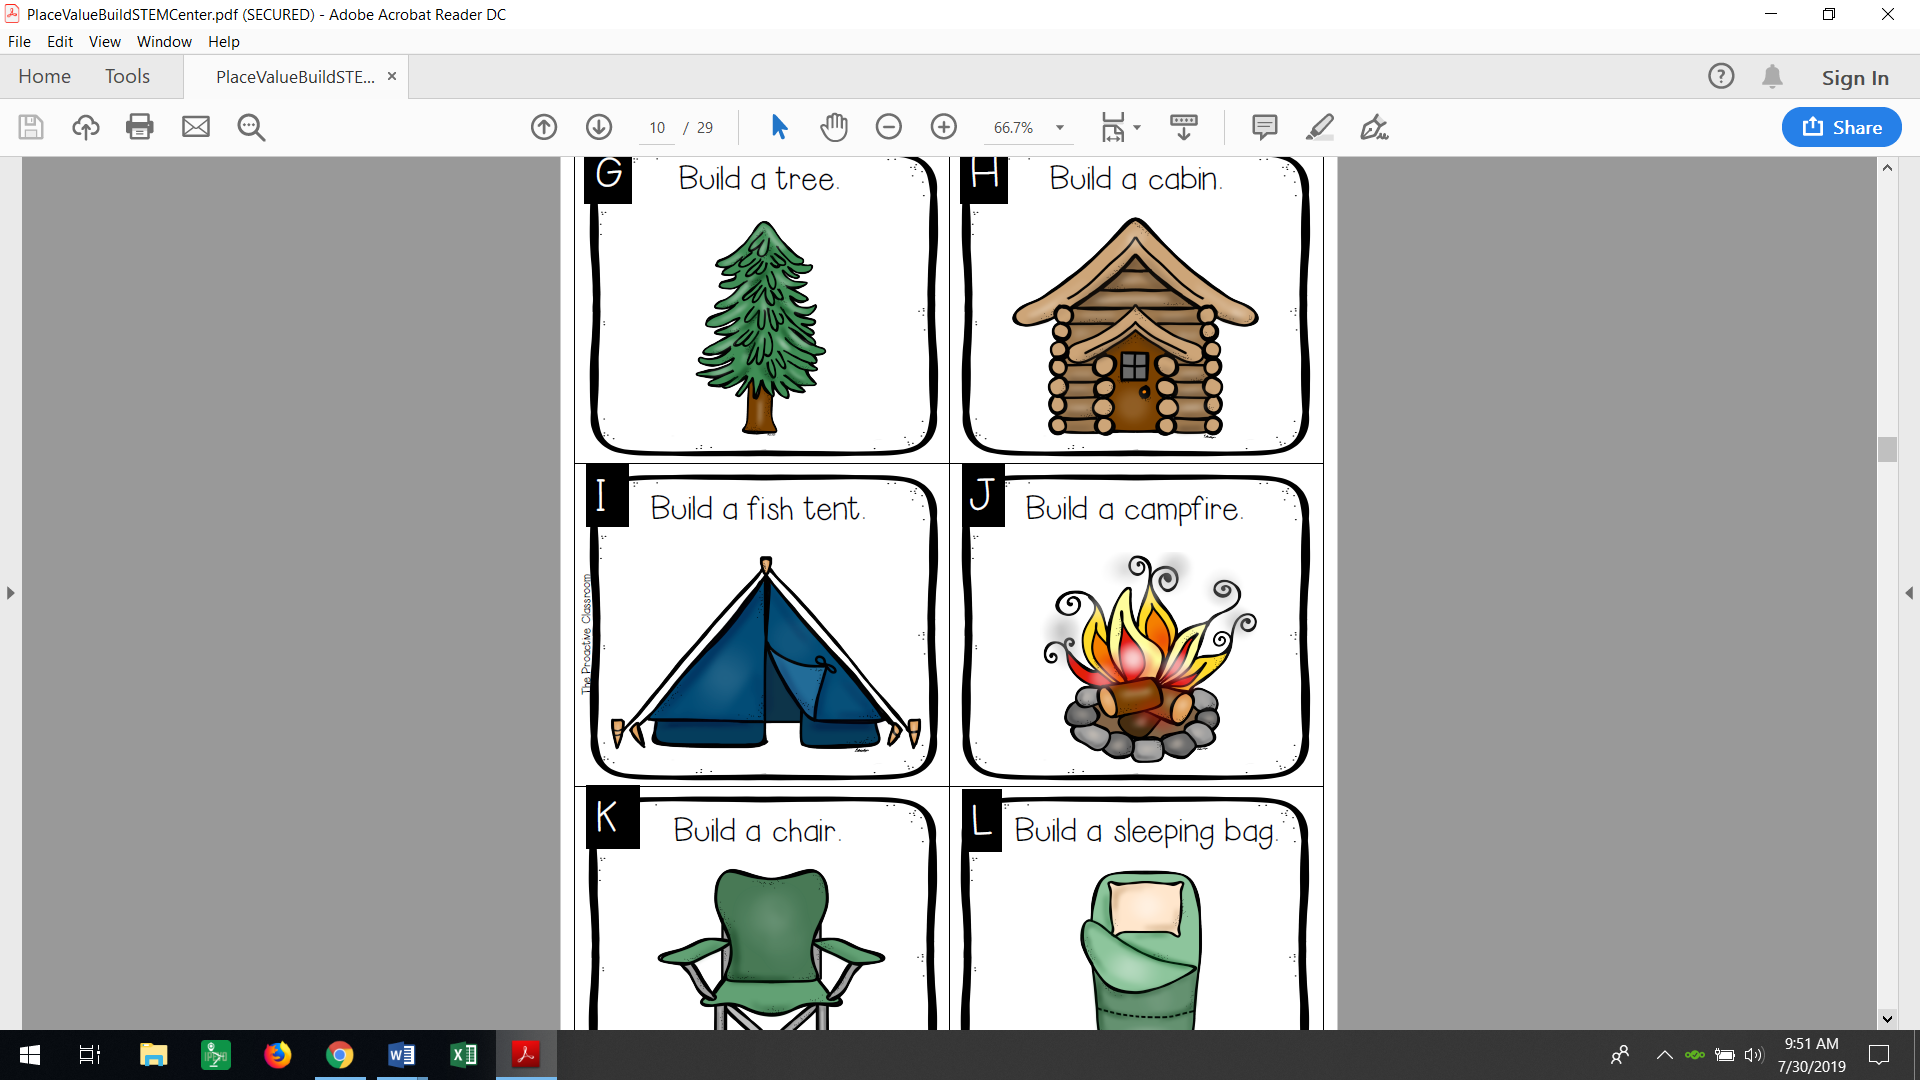 PlaceValueBuildSTEMCenter.pdf (SECURED) - Adobe Acrobat Reader DC
File Edit View Window Help
Home Tools PlaceValueBuildSTE... × Sign In
10 / 29 66.7% Share
G Build a tree.
H Build a cabin.
I Build a fish tent.
J Build a campfire.
The Proactive Classroom
K Build a chair.
L Build a sleeping bag.
9:51 AM
7/30/2019